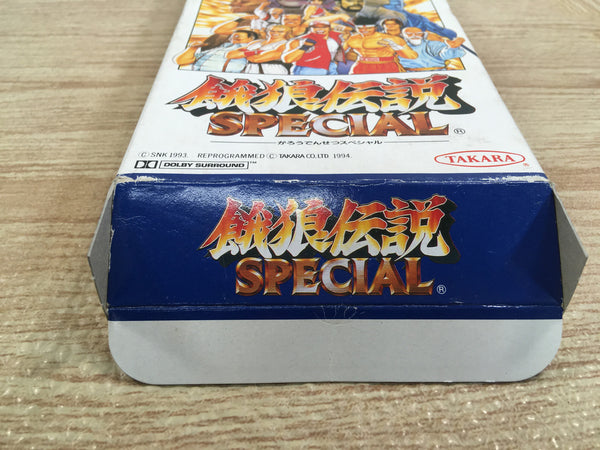 餓狼伝説
SPECIAL®
がろうでんせつスペシャル
©SNK 1993. REPROGRAMMED © TAKARA CO.LTD 1994.
DOLBY SURROUND
TAKARA®
餓狼伝説
SPECIAL®